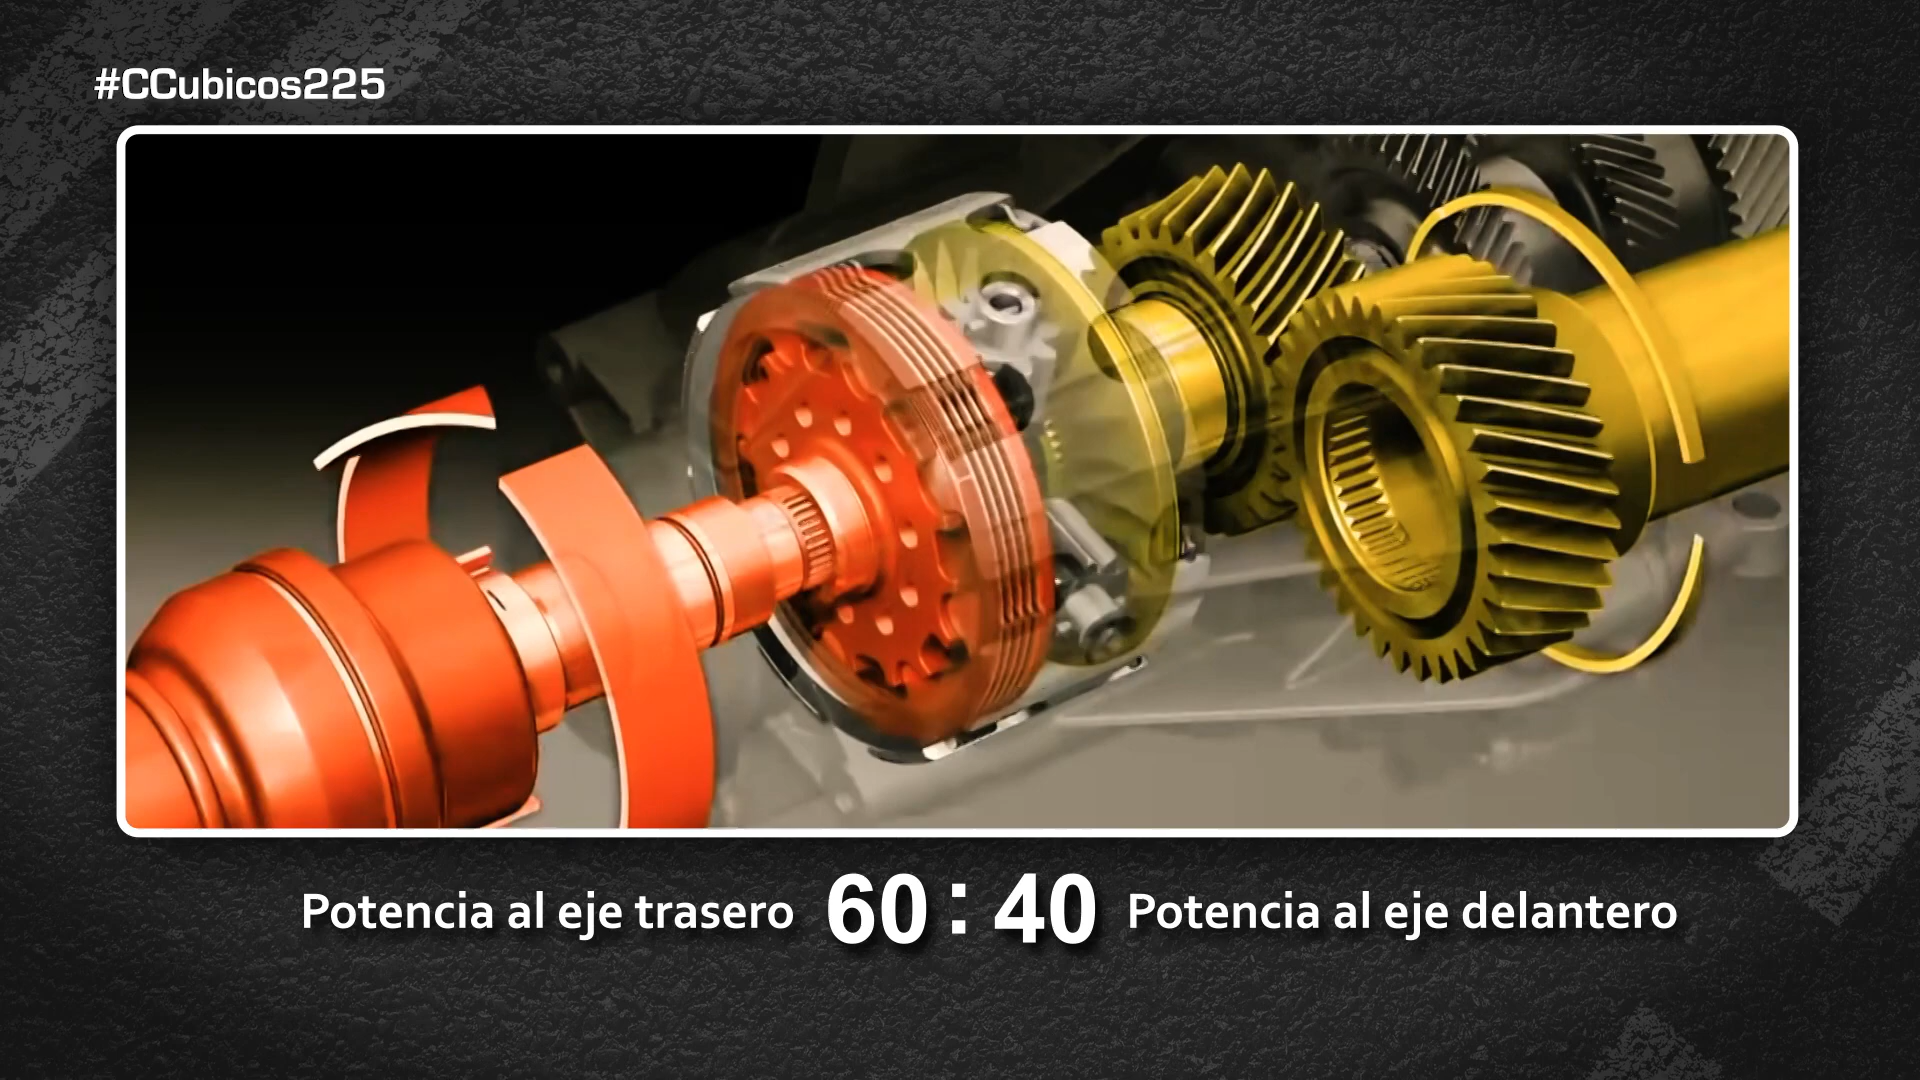 #CCubicos225
Potencia al eje trasero 60 : 40 Potencia al eje delantero